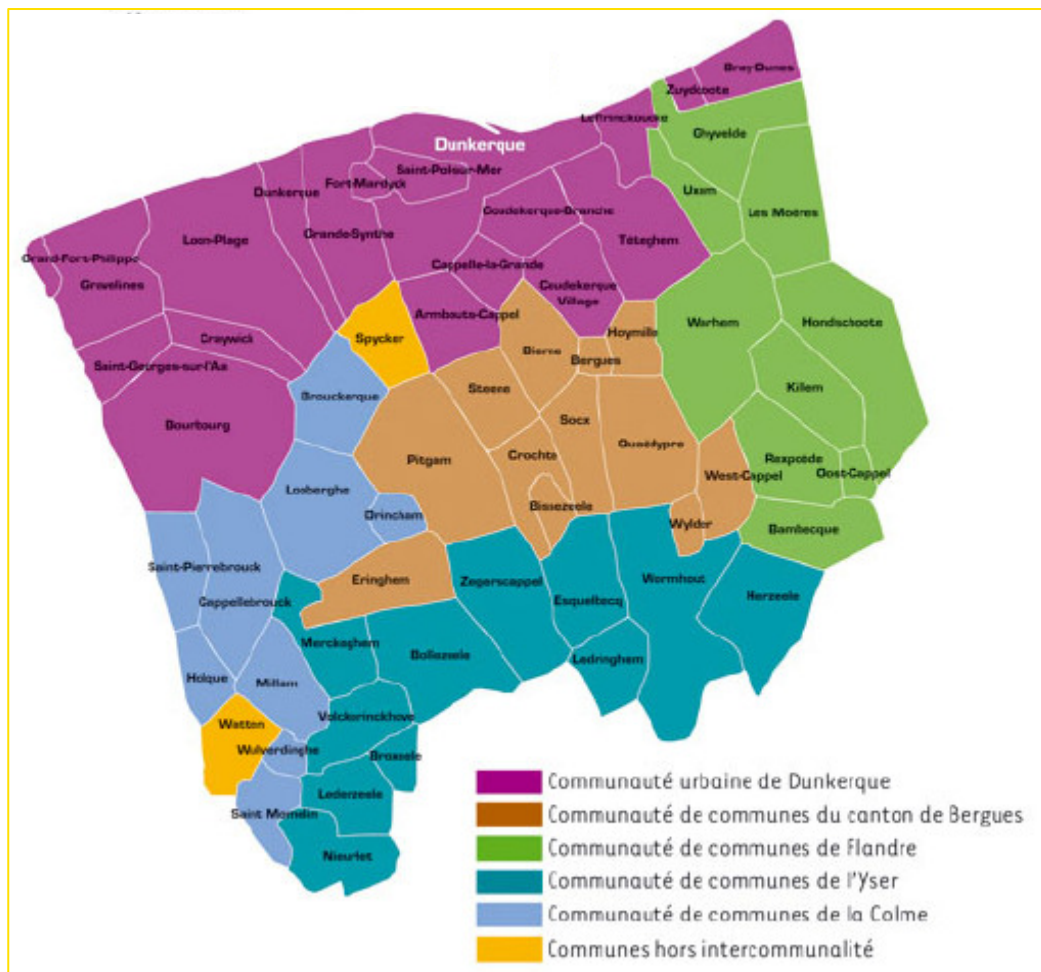 Bray-Dunes
Zuydcoote
Leffrinckoucke
Ghyvelde
Dunkerque
Saint-Pol-sur-Mer
Fort-Mardyck
Dunkerque
Uxem
Coudekerque-Branche
Les Moëres
Grande-Synthe
Loon-Plage
Téteghem
Grand-Fort-Philippe
Cappelle-la-Grande
Gravelines
Coudekerque
Village
Armbouts-Cappel
Warhem
Hondschoote
Hoymille
Craywick
Spycker
Bierne
Bergues
Saint-Georges-sur-l'Aa
Steene
Killem
Brouckerque
Socx
Bourbourg
Quaëdypre
Crochte
Pitgam
Rexpoëde
West-Cappel
Oost-Cappel
Looberghe
Bissezeele
Drincham
Wylder
Bambecque
Saint-Pierrebrouck
Eringhem
Zegerscappel
Wormhout
Cappellebrouck
Esquelbecq
Herzeele
Merckeghem
Bollezeele
Ledringhem
Holque
Millam
Volckerinckhove
Watten
Wulverdinghe
Broxeele
Lederzeele
Saint Momelin
Nieurlet
Communauté urbaine de Dunkerque
Communauté de communes du canton de Bergues
Communauté de communes de Flandre
Communauté de communes de l'Yser
Communauté de communes de la Colme
Communes hors intercommunalité